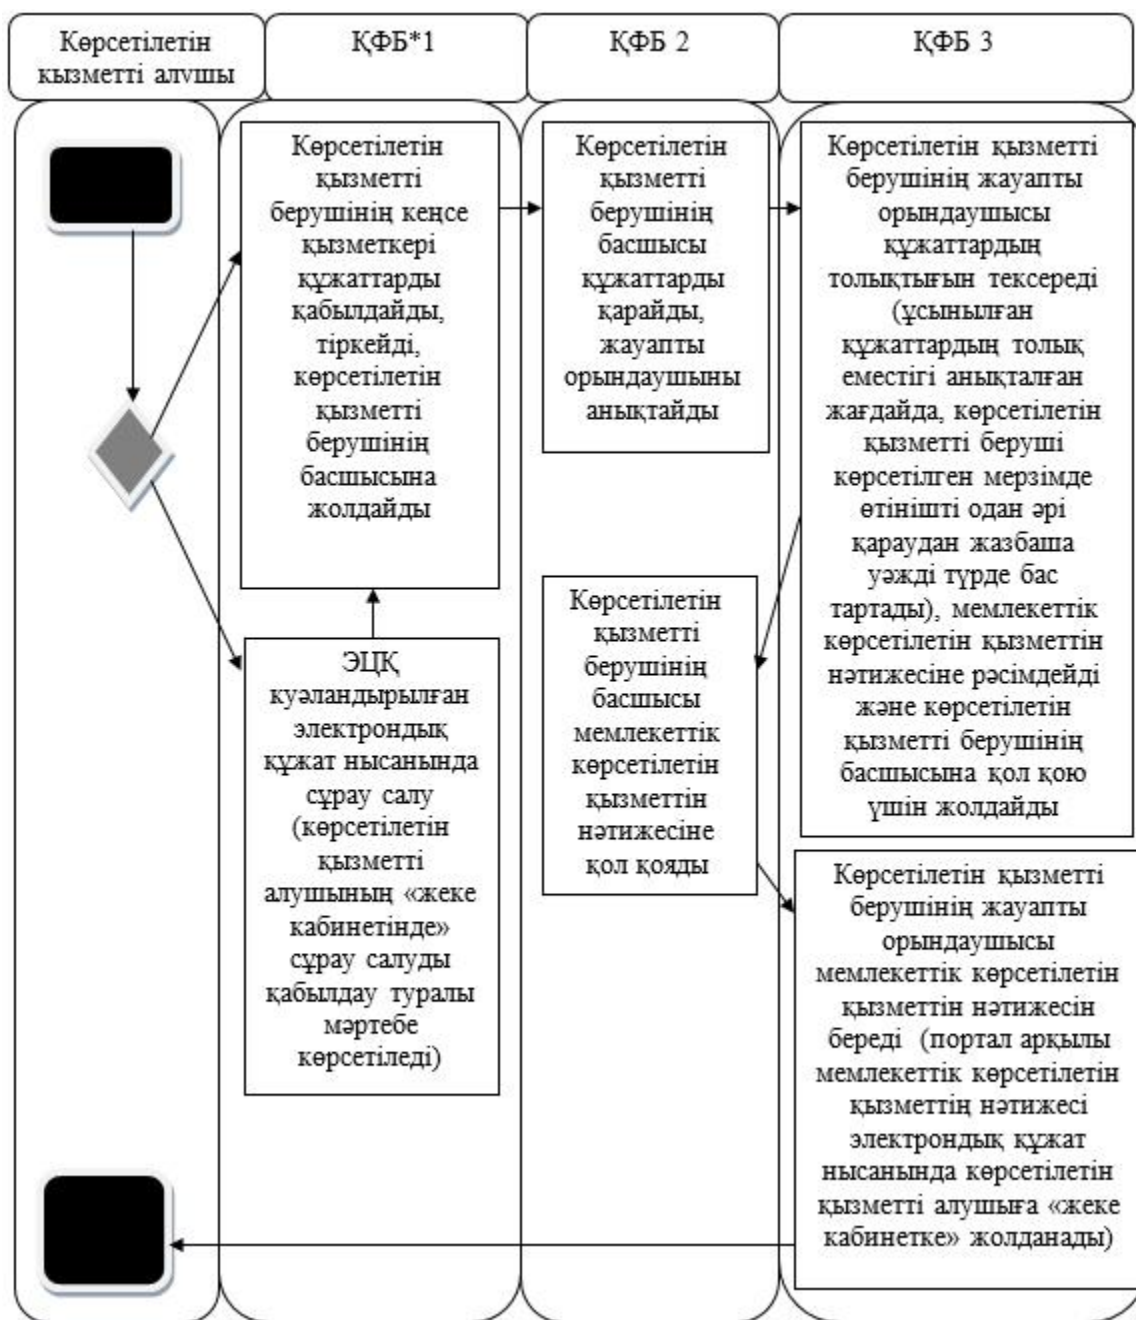 Көрсетілетін
қызметті алушы
ҚФБ*1
ҚФБ 2
ҚФБ 3
Көрсетілетін
қызметті
берушінің кеңсе
қызметкері
құжаттарды
қабылдайды,
тіркейді,
көрсетілетін
қызметті
берушінің
басшысына
жолдайды
ЭЦҚ
куәландырылған
электрондық
құжат нысанында
сұрау салу
(көрсетілетін
қызметті
алушының «жеке
кабинетінде»
сұрау салуды
қабылдау туралы
мәртебе
көрсетіледі)
Көрсетілетін
қызметті
берушінің
басшысы
құжаттарды
қарайды,
жауапты
орындаушыны
анықтайды
Көрсетілетін
қызметті
берушінің
басшысы
мемлекеттік
көрсетілетін
қызметтін
нәтижесіне
қол қояды
Көрсетілетін қызметті
берушінің жауапты
орындаушысы
құжаттардың
толықтығын тексереді
(ұсынылған
құжаттардың толық
еместігі анықталған
жағдайда, көрсетілетін
қызметті беруші
көрсетілген мерзімде
өтінішті одан әрі
қараудан жазбаша
уәжді түрде бас
тартады), мемлекеттік
көрсетілетін қызметтін
нәтижесіне рәсімдейді
және көрсетілетін
қызметті берушінің
басшысына қол қою
үшін жолдайды
Көрсетілетін қызметті
берушінің жауапты
орындаушысы
мемлекеттік көрсетілетін
қызметтін нәтижесін
береді (портал арқылы
мемлекеттік көрсетілетін
қызметтің нәтижесі
электрондық құжат
нысанында көрсетілетін
қызметті алушыға «жеке
кабинетке» жолданады)